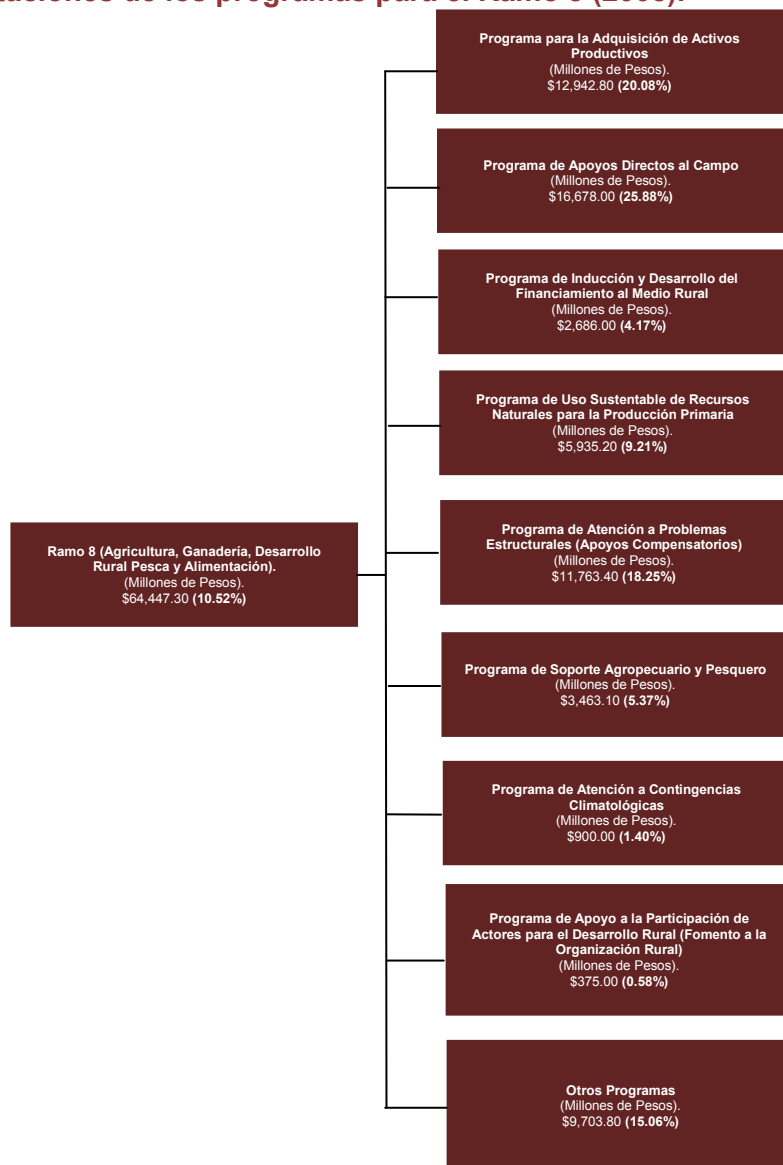 de los programas para el Ramo 8
Programa para la Adquisición de Activos
Productivos
(Millones de Pesos).
$12,942.80 (20.08%)
Programa de Apoyos Directos al Campo
(Millones de Pesos).
$16,678.00 (25.88%)
Programa de Inducción y Desarrollo del
Financiamiento al Medio Rural
(Millones de Pesos).
$2,686.00 (4.17%)
Programa de Uso Sustentable de Recursos
Naturales para la Producción Primaria
(Millones de Pesos).
$5,935.20 (9.21%)
Ramo 8 (Agricultura, Ganadería, Desarrollo
Rural Pesca y Alimentación).
(Millones de Pesos).
$64,447.30 (10.52%)
Programa de Atención a Problemas
Estructurales (Apoyos Compensatorios)
(Millones de Pesos).
$11,763.40 (18.25%)
Programa de Soporte Agropecuario y Pesquero
(Millones de Pesos).
$3,463.10 (5.37%)
Programa de Atención a Contingencias
Climatológicas
(Millones de Pesos).
$900.00 (1.40%)
Programa de Apoyo a la Participación de
Actores para el Desarrollo Rural (Fomento a la
Organización Rural)
(Millones de Pesos).
$375.00 (0.58%)
Otros Programas
(Millones de Pesos).
$9,703.80 (15.06%)